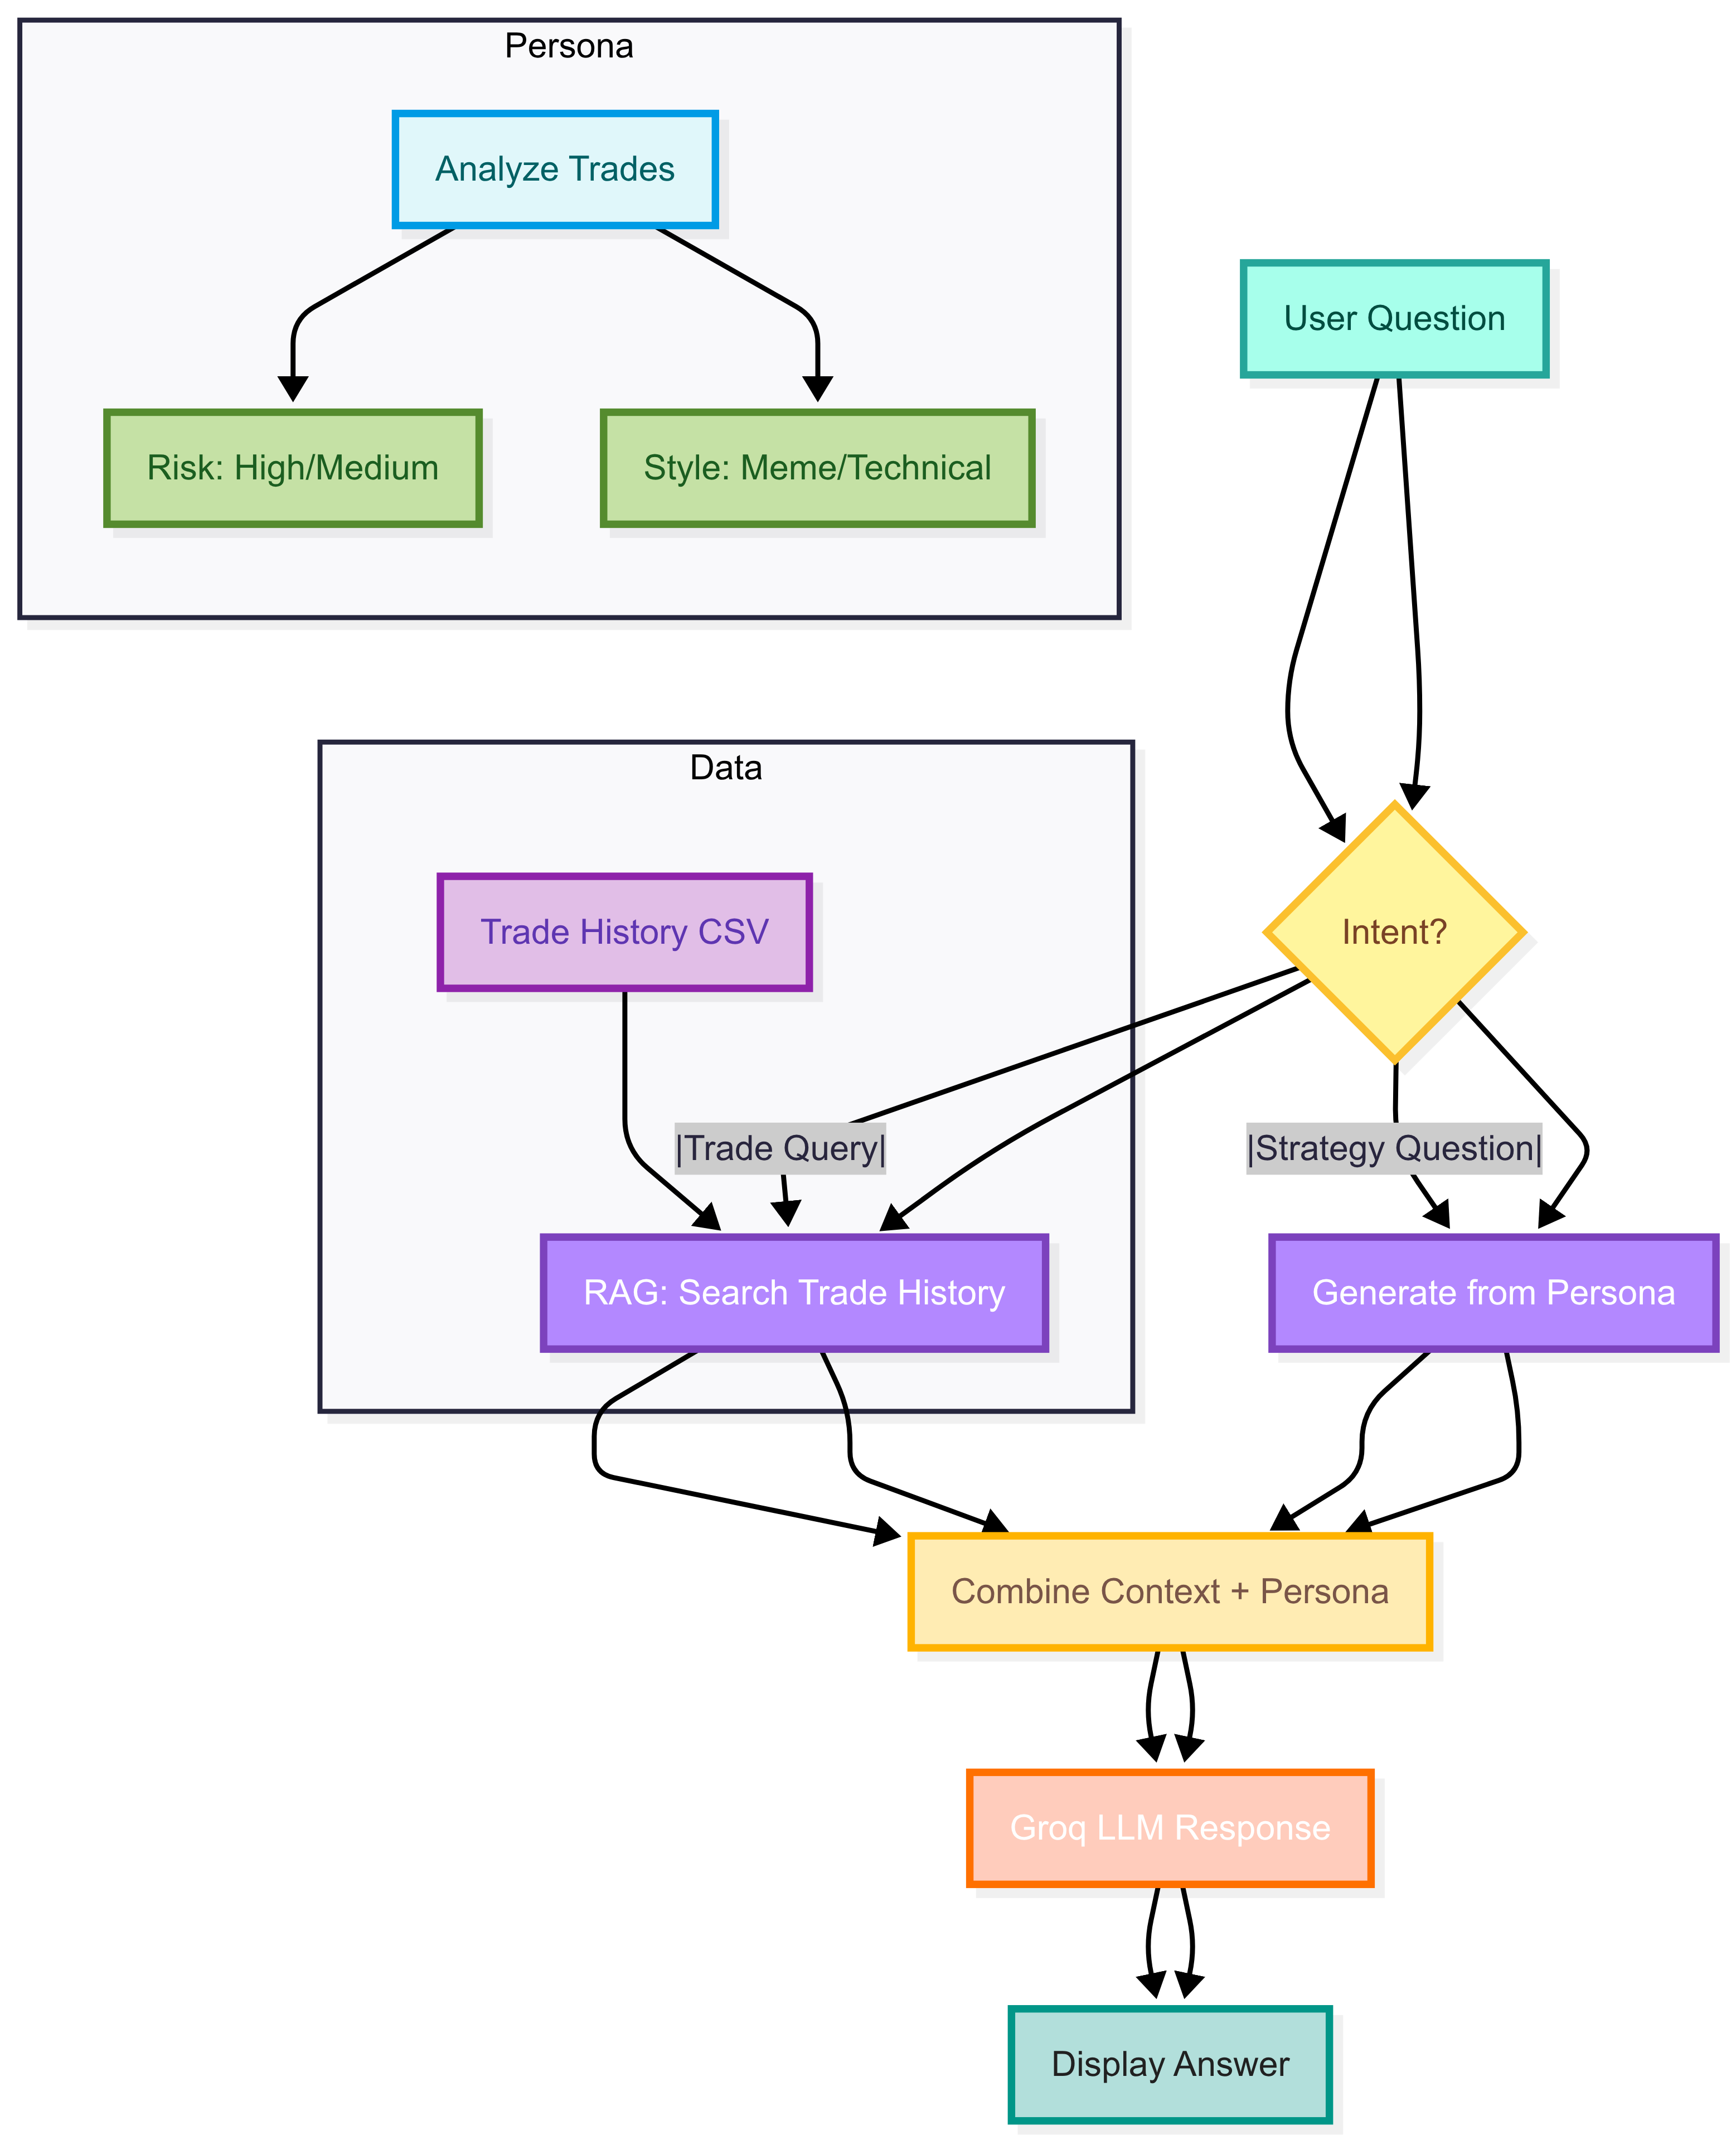 Persona
Analyze Trades
User Question
Risk: High/Medium
Style: Meme/Technical
Data
Trade History CSV
Intent?
|Trade Query|
|Strategy Question|
RAG: Search Trade History
Generate from Persona
Combine Context + Persona
Groq LLM Response
Display Answer